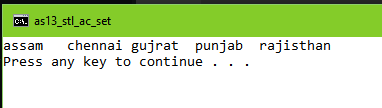 as13_stl_ac_set
assam   chennai gujrat  punjab  rajisthan
Press any key to continue . . .